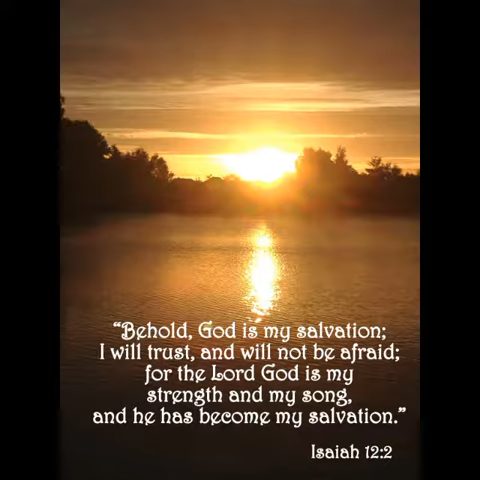 “Behold, God is my salvation;
I will trust, and will not be afraid;
for the Lord God is my
strength and my song,
and he has become my salvation.”
Isaiah 12:2